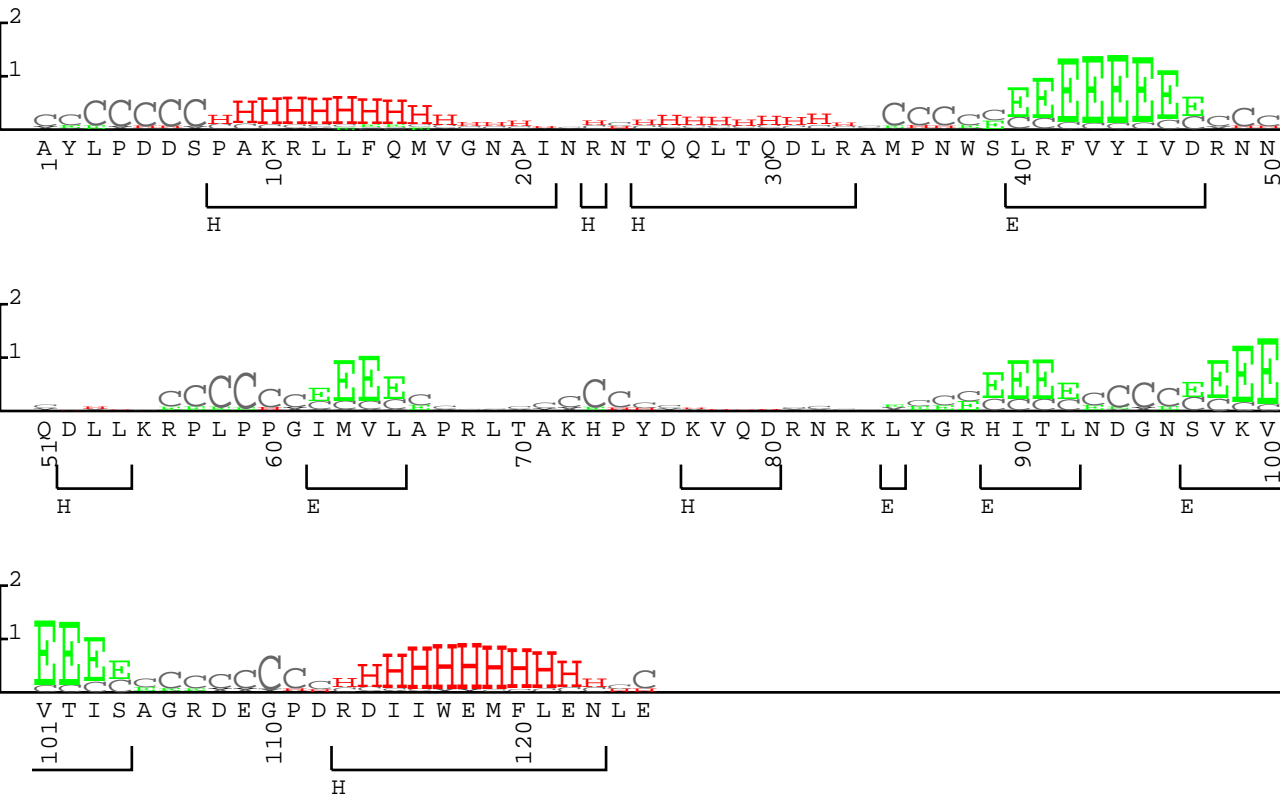 2
1
C C C C C C C H H H H H H H H H H H H H H C H H H H H H H H H C C C C C E E E E E E E E C C C
A Y L P D D S P A K R L L F Q M V G N A I N R N T Q Q L T Q D L R A M P N W S L R F V Y I V D R N N
1 10 20 30 40 50
H H H E
2
1
C C C C C C E E E E C C C C C C C C E E E E C C C C E E E E
Q D L L K R P L P P G I M V L A P R L T A K H P Y D K V Q D R N R K L Y G R H I T L N D G N S V K V
51 60 70 80 90 100
H E H E E E
2
1
E E E E C C C C C C C C H H H H H H H H H H H C C
V T I S A G R D E G P D R D I I W E M F L E N L E
101 110 120
H